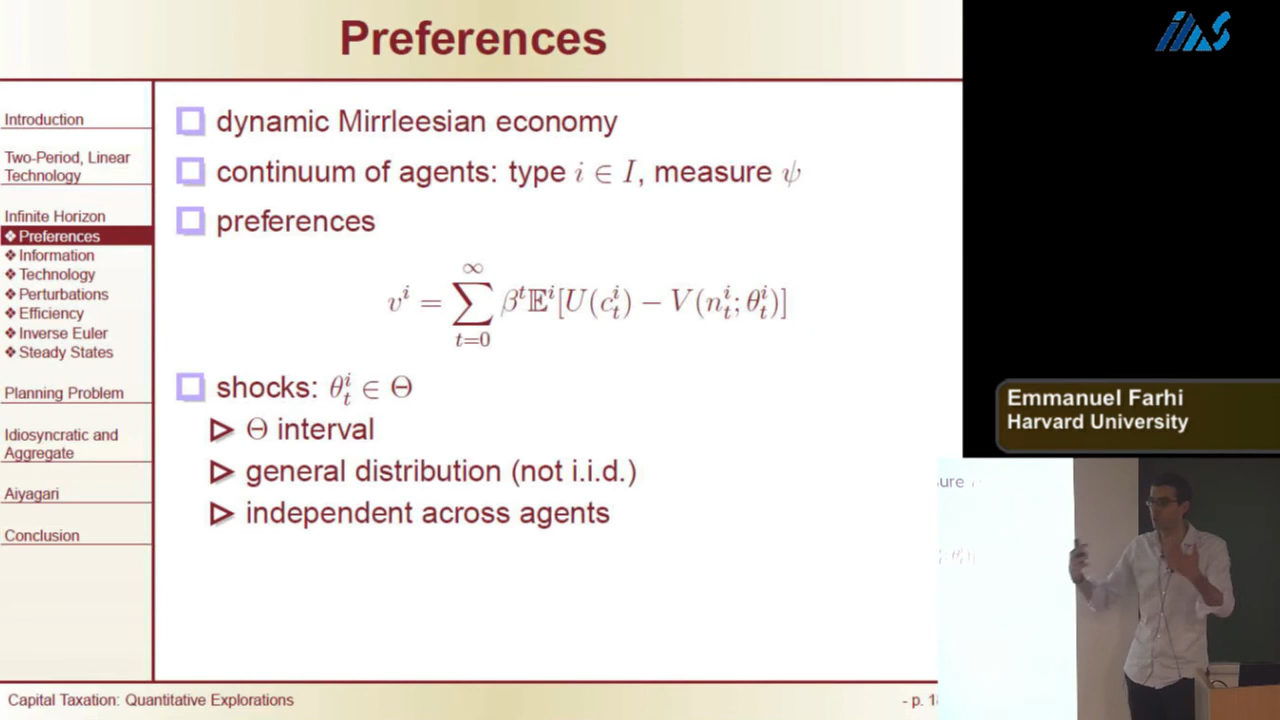 Preferences
IAS
Introduction
Two-Period, Linear
Technology
Infinite Horizon
❖ Preferences
❖ Information
❖ Technology
❖ Perturbations
❖ Efficiency
❖ Inverse Euler
❖ Steady States
Planning Problem
Idiosyncratic and
Aggregate
Aiyagari
Conclusion
dynamic Mirrleesian economy
continuum of agents: type i ∈ I, measure ψ
preferences
v^i = ∑_{t=0}^{∞} β^t 𝔼^i[U(c_t^i) − V(n_t^i; θ_t^i)]
shocks: θ_t^i ∈ Θ
Θ interval
general distribution (not i.i.d.)
independent across agents
Emmanuel Farhi
Harvard University
Capital Taxation: Quantitative Explorations